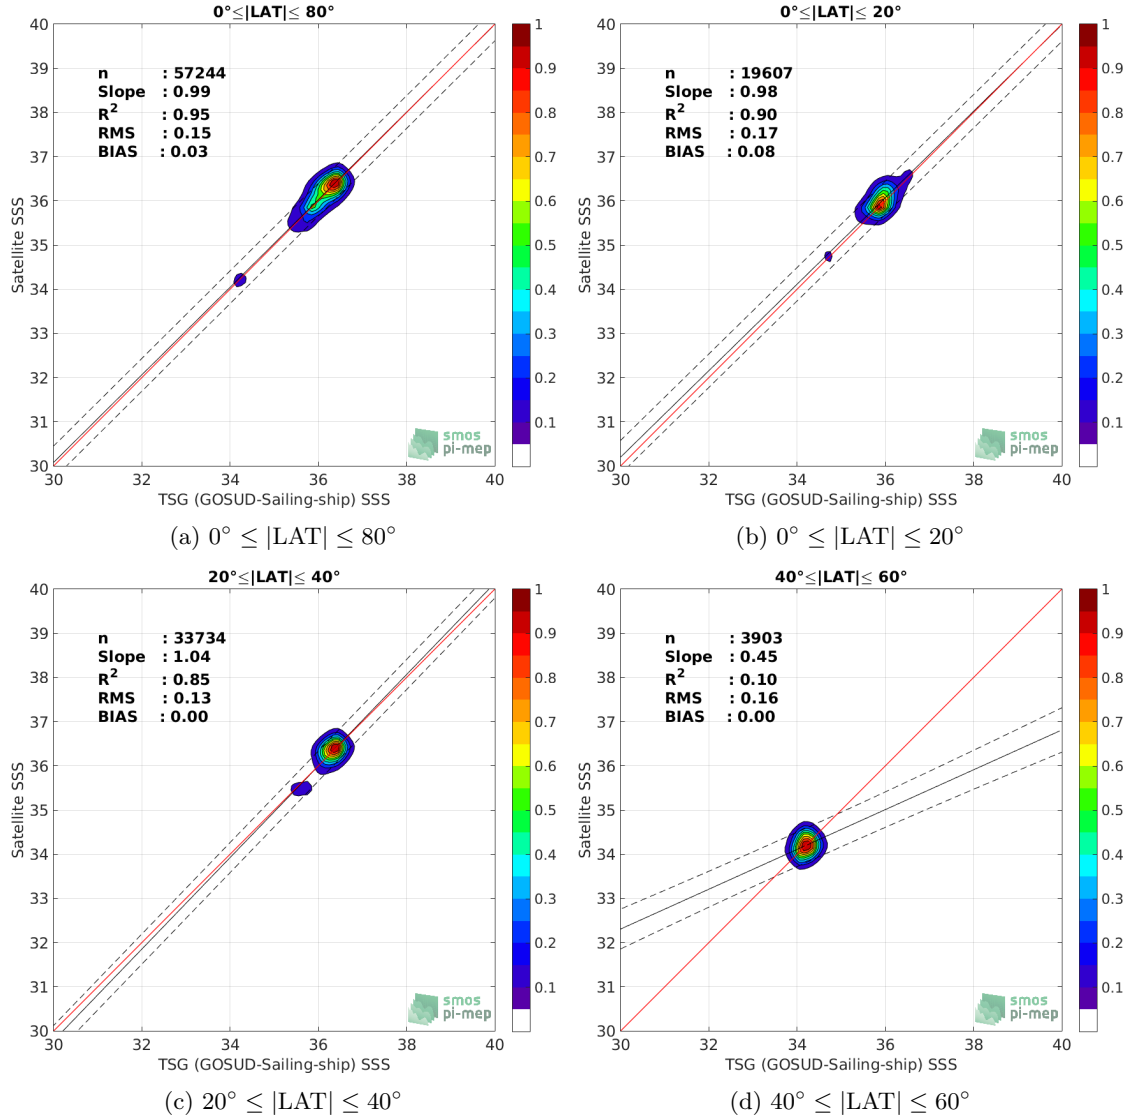 0°≤|LAT|≤ 80°
n : 57244
Slope : 0.99
R2 : 0.95
RMS : 0.15
BIAS : 0.03
40
39
38
37
36
35
34
33
32
31
30
Satellite SSS
30 32 34 36 38 40
TSG (GOSUD-Sailing-ship) SSS
smos
pi-mep
1
0.9
0.8
0.7
0.6
0.5
0.4
0.3
0.2
0.1
(a) 0° ≤ |LAT| ≤ 80°
0°≤|LAT|≤ 20°
n : 19607
Slope : 0.98
R2 : 0.90
RMS : 0.17
BIAS : 0.08
40
39
38
37
36
35
34
33
32
31
30
Satellite SSS
30 32 34 36 38 40
TSG (GOSUD-Sailing-ship) SSS
smos
pi-mep
1
0.9
0.8
0.7
0.6
0.5
0.4
0.3
0.2
0.1
(b) 0° ≤ |LAT| ≤ 20°
20°≤|LAT|≤ 40°
n : 33734
Slope : 1.04
R2 : 0.85
RMS : 0.13
BIAS : 0.00
40
39
38
37
36
35
34
33
32
31
30
Satellite SSS
30 32 34 36 38 40
TSG (GOSUD-Sailing-ship) SSS
smos
pi-mep
1
0.9
0.8
0.7
0.6
0.5
0.4
0.3
0.2
0.1
(c) 20° ≤ |LAT| ≤ 40°
40°≤|LAT|≤ 60°
n : 3903
Slope : 0.45
R2 : 0.10
RMS : 0.16
BIAS : 0.00
40
39
38
37
36
35
34
33
32
31
30
Satellite SSS
30 32 34 36 38 40
TSG (GOSUD-Sailing-ship) SSS
smos
pi-mep
1
0.9
0.8
0.7
0.6
0.5
0.4
0.3
0.2
0.1
(d) 40° ≤ |LAT| ≤ 60°